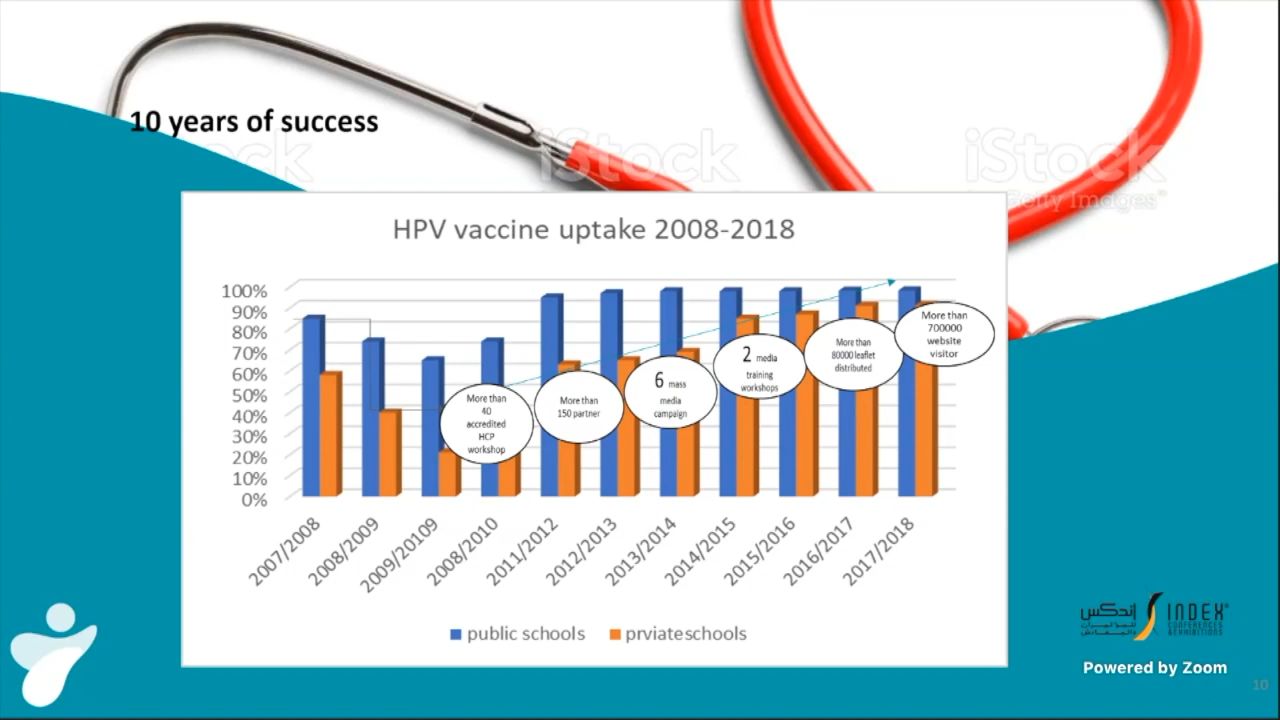 10 years of success
iStock
iStock
iStock
Getty Images™
HPV vaccine uptake 2008-2018
100%
90%
80%
70%
60%
50%
40%
30%
20%
10%
0%
More than
40
accredited
HCP
workshop
More than
150 partner
6 mass
media
campaign
2 media
training
workshops
More than
80000 leaflet
distributed
More than
700000
website
visitor
2007/2008
2008/2009
2009/20109
2008/2010
2011/2012
2012/2013
2013/2014
2014/2015
2015/2016
2016/2017
2017/2018
public schools
prviateschools
إندكس
INDEX
CONFERENCES
&EXHIBITIONS
Powered by Zoom
10